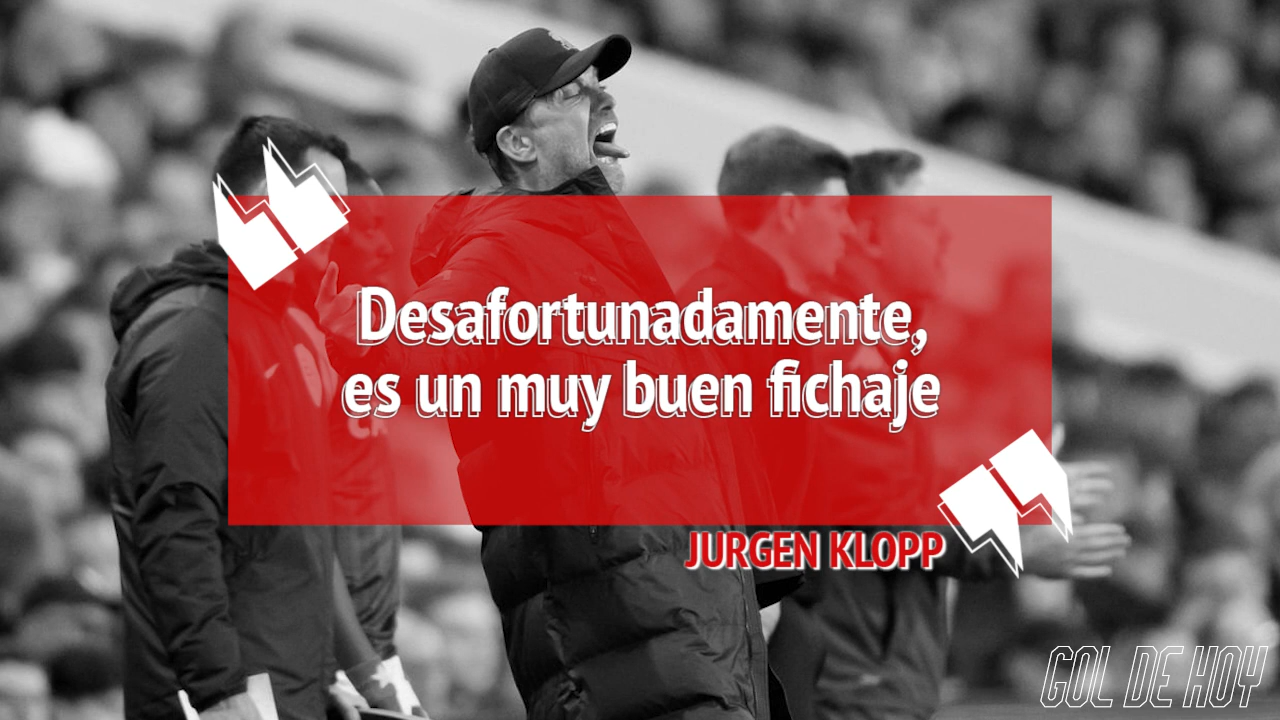 Desafortunadamente,
es un muy buen fichaje
JURGEN KLOPP
GOL DE HOY